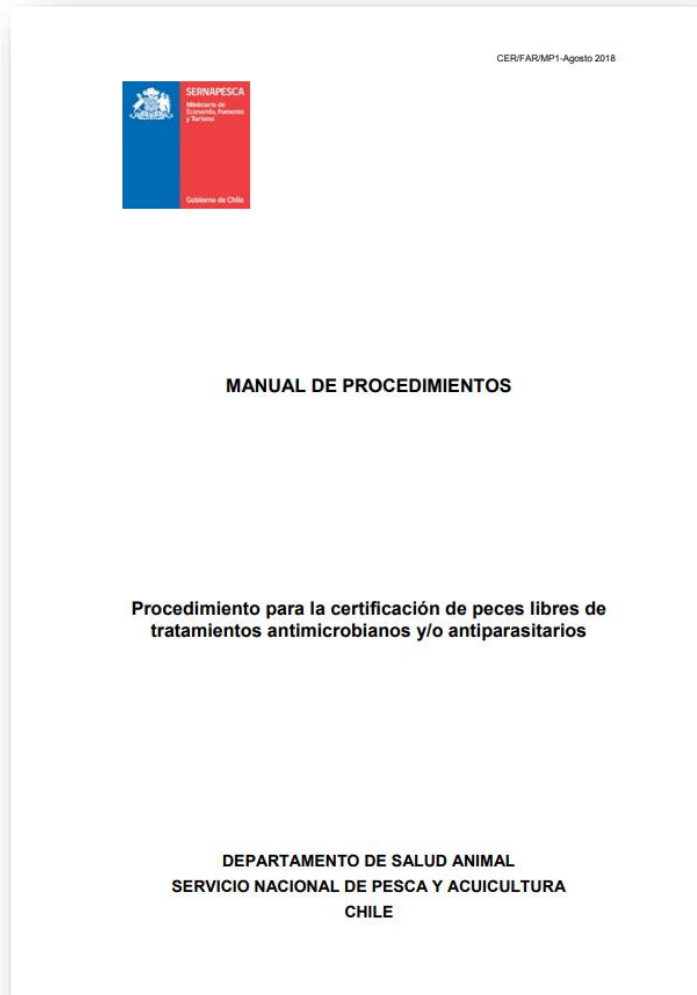 CER/FAR/MP1-Agosto 2018
SERNAPESCA
Ministerio de
Economía, Fomento
y Turismo
Gobierno de Chile
MANUAL DE PROCEDIMIENTOS
Procedimiento para la certificación de peces libres de
tratamientos antimicrobianos y/o antiparasitarios
DEPARTAMENTO DE SALUD ANIMAL
SERVICIO NACIONAL DE PESCA Y ACUICULTURA
CHILE